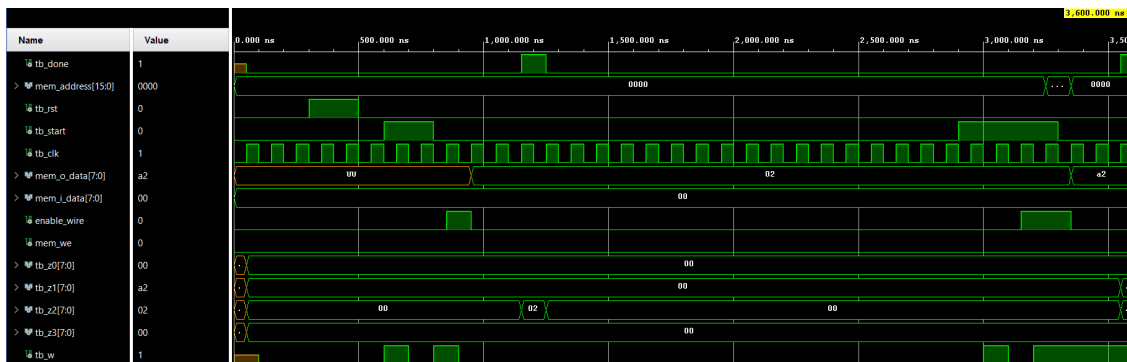 3,600.000 ns
Name Value 0.000 ns 500.000 ns 1,000.000 ns 1,500.000 ns 2,000.000 ns 2,500.000 ns 3,000.000 ns 3,50
tb_done 1
mem_address[15:0] 0000 0000 ... 0000
tb_rst 0
tb_start 0
tb_clk 1
mem_o_data[7:0] a2 UU 02 a2
mem_i_data[7:0] 00 00
enable_wire 0
mem_we 0
tb_z0[7:0] 00 . 00
tb_z1[7:0] a2 . 00
tb_z2[7:0] 02 . 00 02 00
tb_z3[7:0] 00 . 00
tb_w 1